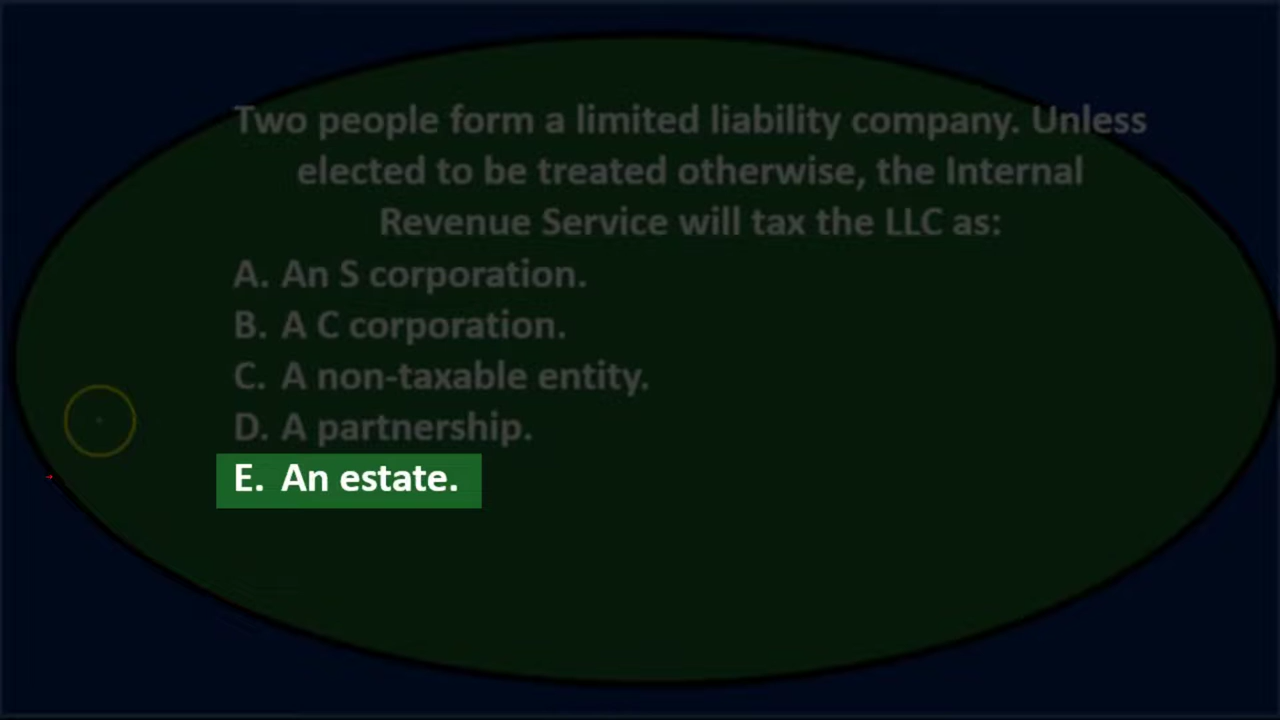 Two people form a limited liability company. Unless
elected to be treated otherwise, the Internal
Revenue Service will tax the LLC as:
A. An S corporation.
B. A C corporation.
C. A non-taxable entity.
D. A partnership.
E. An estate.